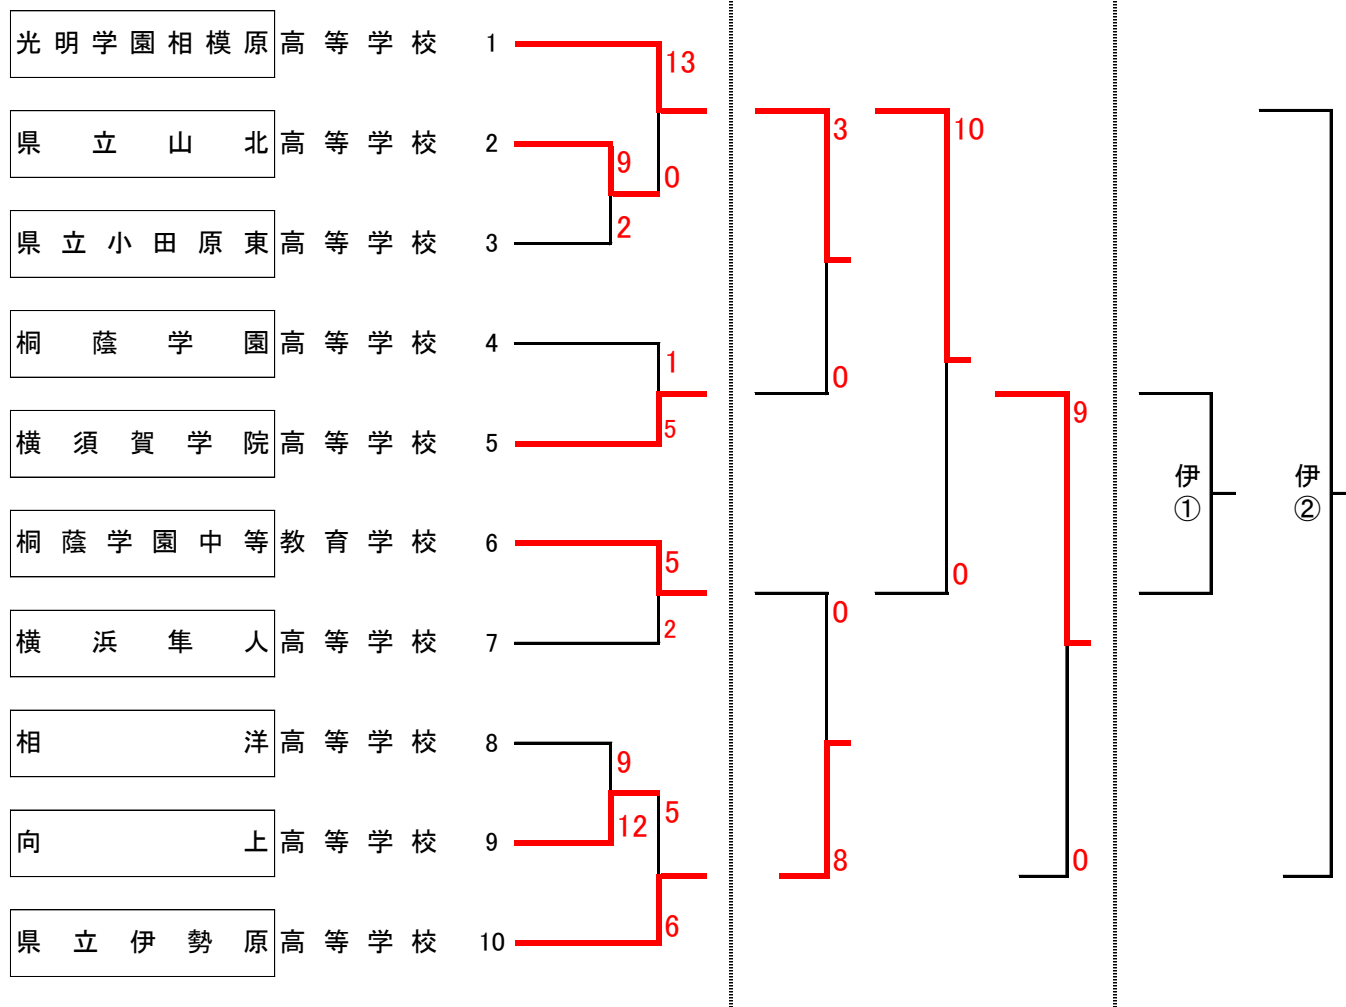 光明学園相模原高等学校 1
13
県立山北高等学校 2
9
0
2
県立小田原東高等学校 3
桐蔭学園高等学校 4
1
5
横須賀学院高等学校 5
桐蔭学園中等教育学校 6
5
2
横浜隼人高等学校 7
相洋高等学校 8
9
5
12
向上高等学校 9
6
県立伊勢原高等学校 10
3
0
0
8
10
0
9
0
伊①
伊②